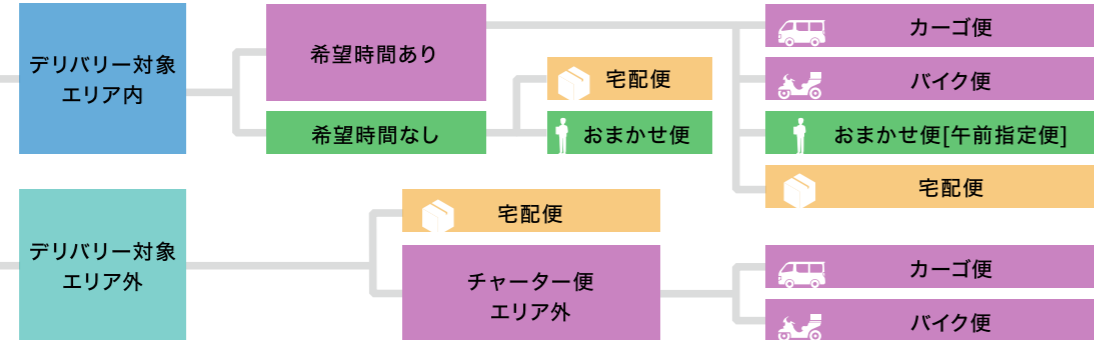 デリバリー対象
エリア内
希望時間あり
希望時間なし
宅配便
おまかせ便
カーゴ便
バイク便
おまかせ便[午前指定便]
宅配便
デリバリー対象
エリア外
宅配便
チャーター便
エリア外
カーゴ便
バイク便